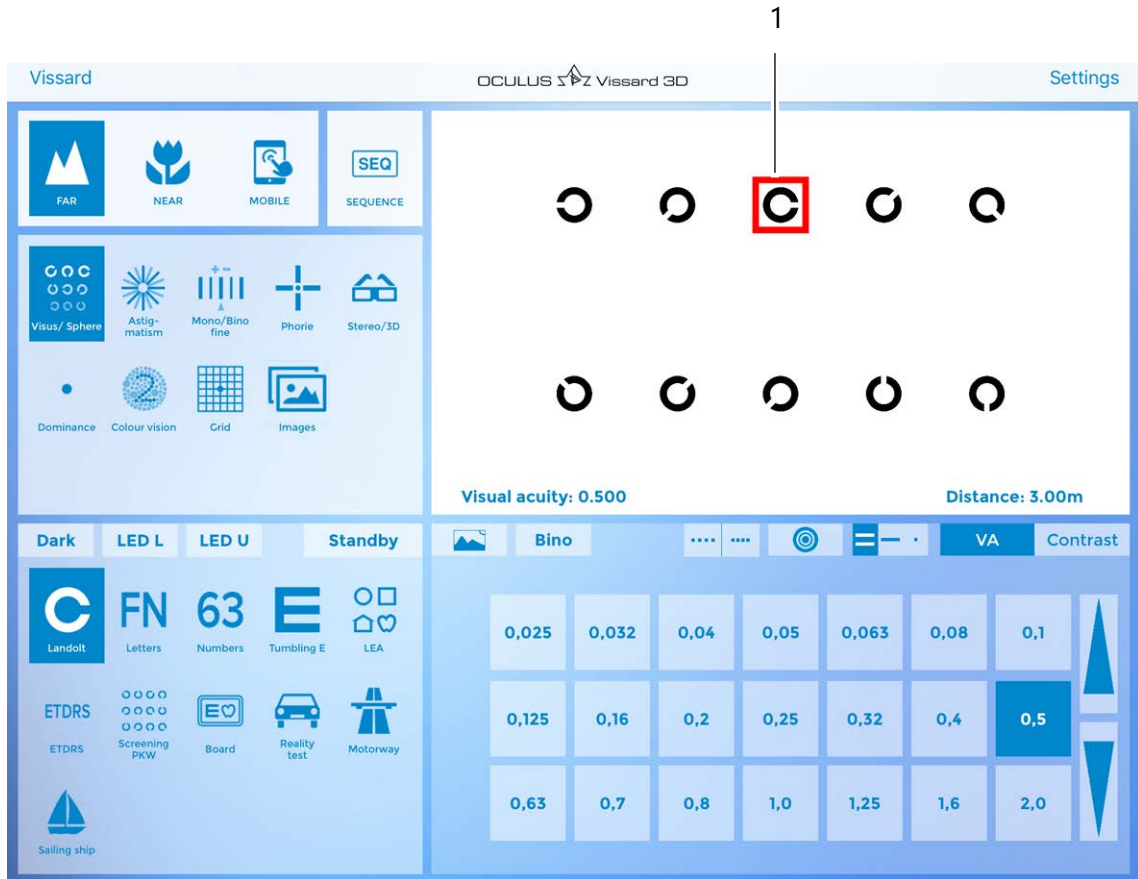 1
Vissard
OCULUS Vissard 3D
Settings
FAR
NEAR
MOBILE
SEQ
SEQUENCE
Visus/ Sphere
Astig-
matism
Mono/Bino
fine
Phorie
Stereo/3D
Dominance
2
Colour vision
Grid
Images
Visual acuity: 0.500
Distance: 3.00m
Dark
LED L
LED U
Standby
Bino
VA
Contrast
C
Landolt
FN
Letters
63
Numbers
E
Tumbling E
LEA
ETDRS
ETDRS
Screening
PKW
E
Board
Reality
test
Motorway
Sailing ship
0,025 0,032 0,04 0,05 0,063 0,08 0,1
0,125 0,16 0,2 0,25 0,32 0,4 0,5
0,63 0,7 0,8 1,0 1,25 1,6 2,0